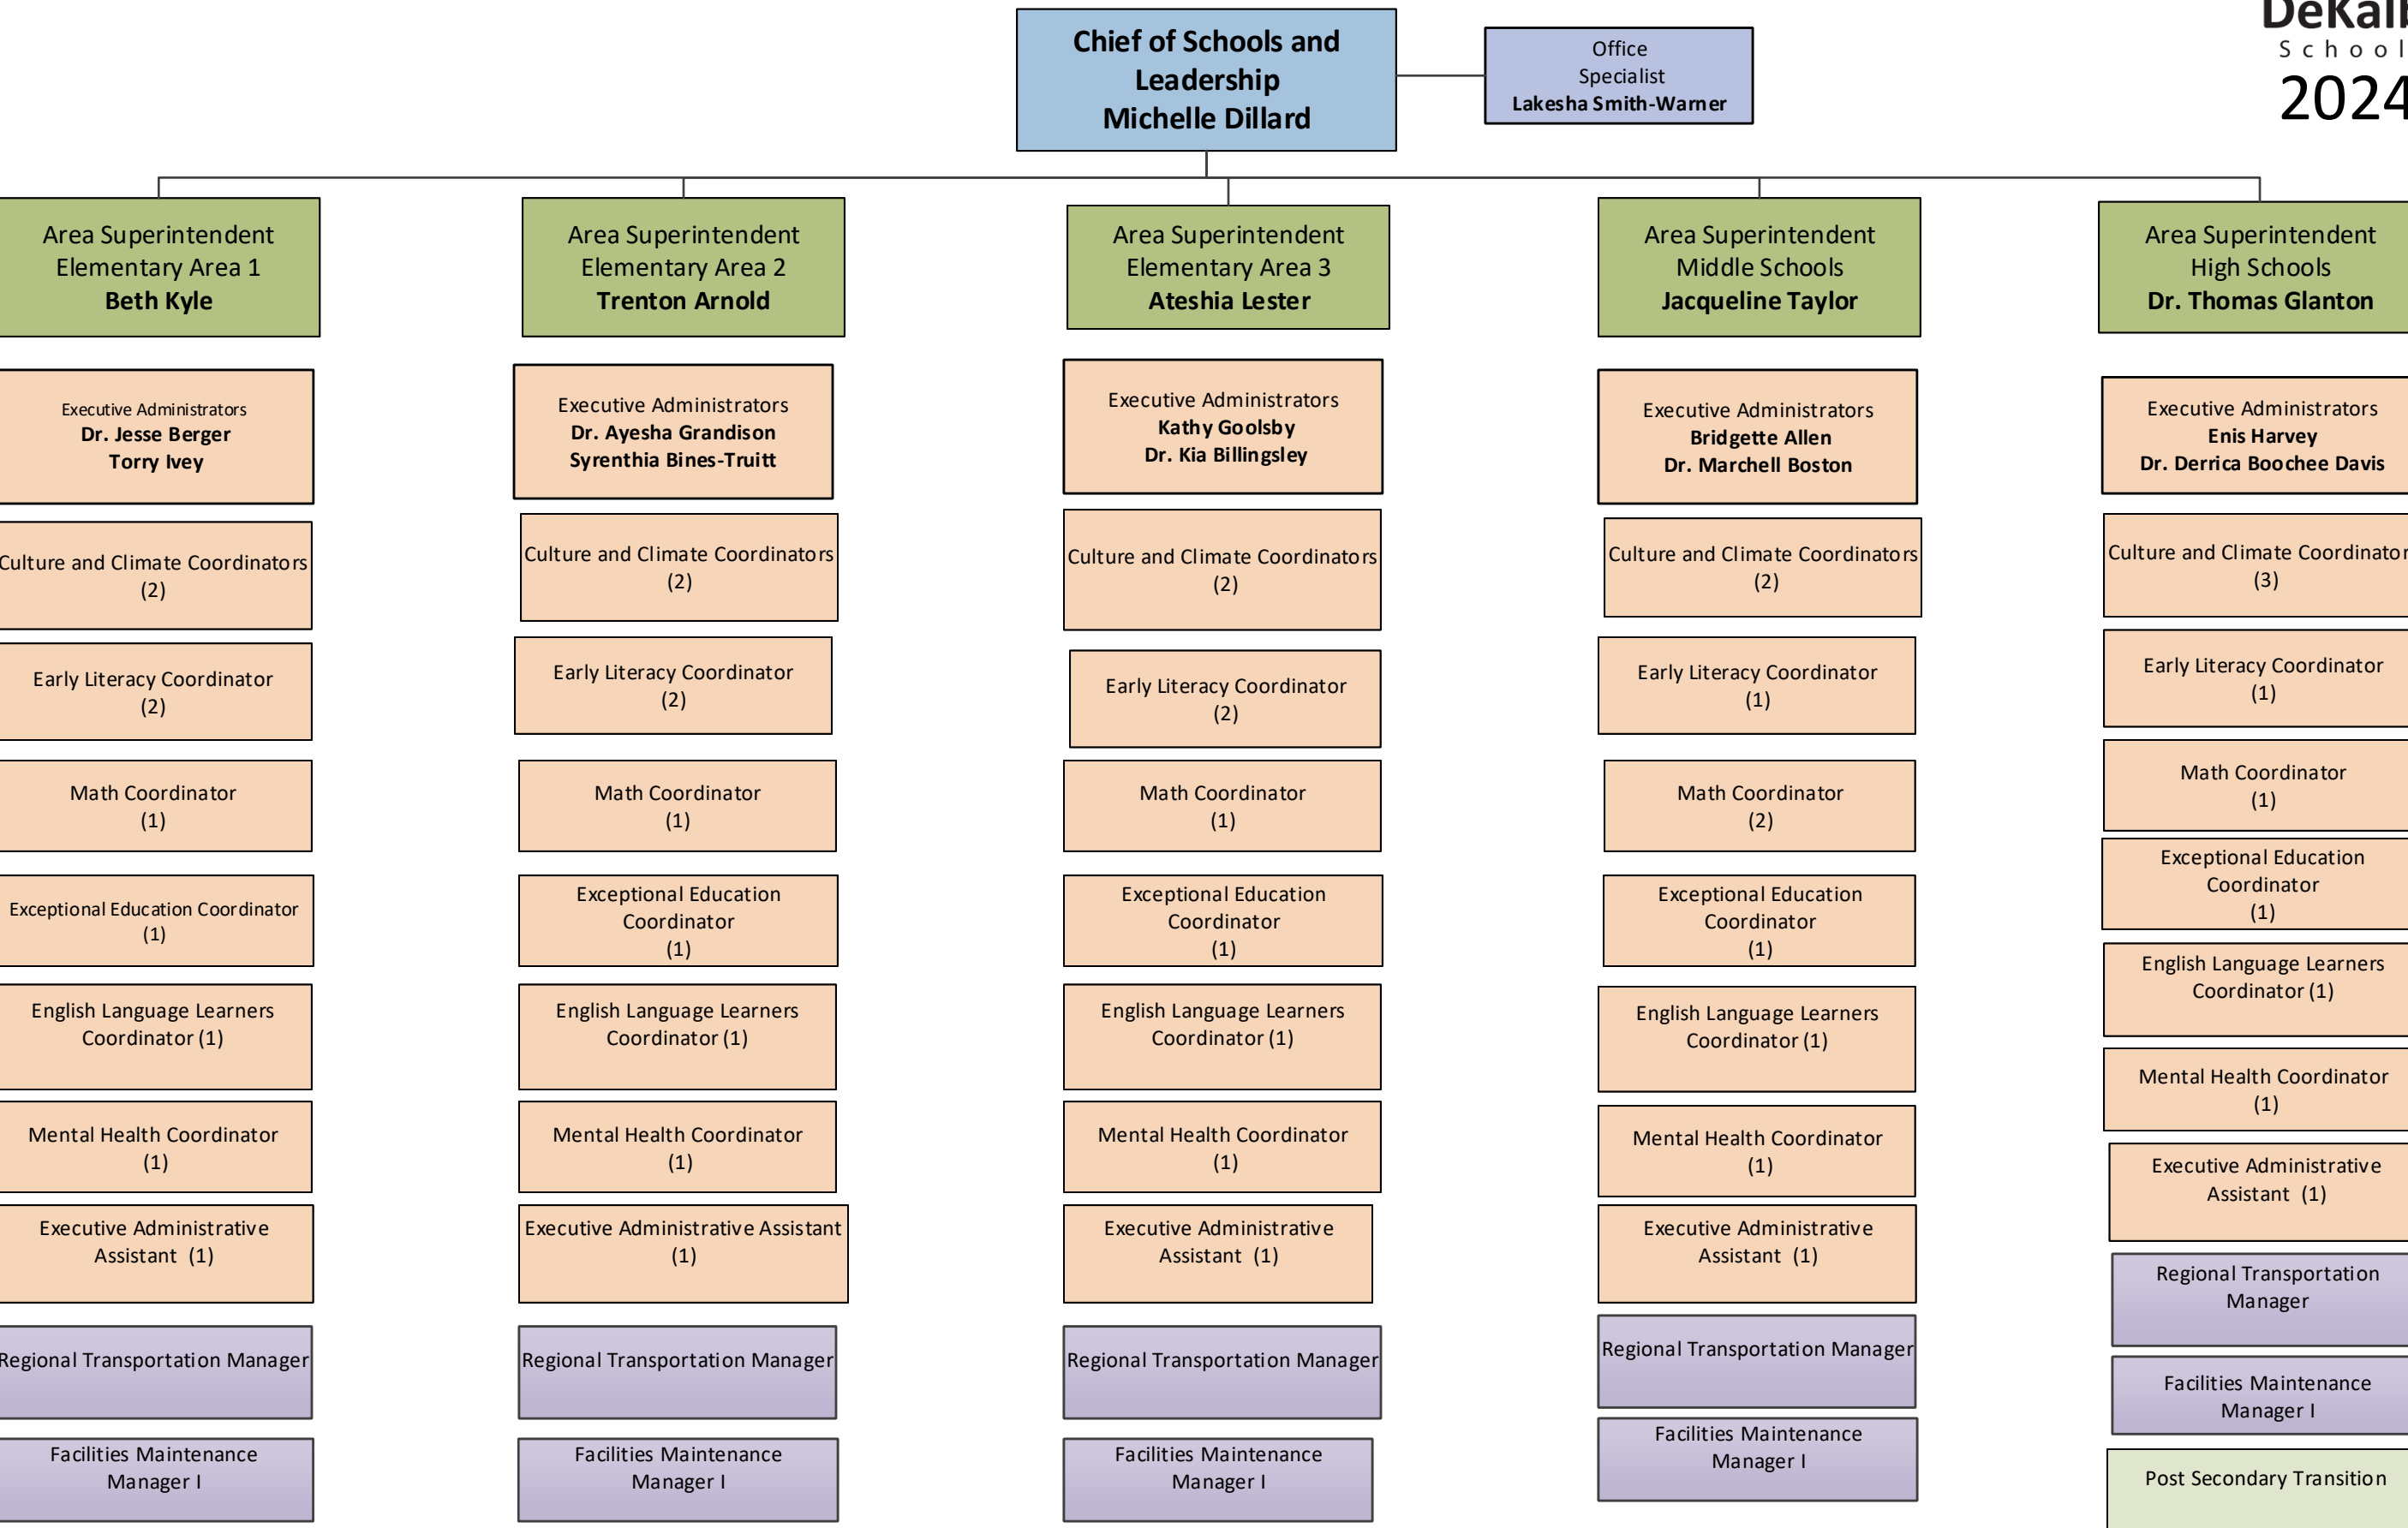 Chief of Schools and
Leadership
Michelle Dillard
Office
Specialist
Lakesha Smith-Warner
School
2024
Area Superintendent
Elementary Area 1
Beth Kyle
Executive Administrators
Dr. Jesse Berger
Torry Ivey
Culture and Climate Coordinators
(2)
Early Literacy Coordinator
(2)
Math Coordinator
(1)
Exceptional Education Coordinator
(1)
English Language Learners
Coordinator (1)
Mental Health Coordinator
(1)
Executive Administrative
Assistant (1)
Regional Transportation Manager
Facilities Maintenance
Manager I
Area Superintendent
Elementary Area 2
Trenton Arnold
Executive Administrators
Dr. Ayesha Grandison
Syrenthia Bines-Truitt
Culture and Climate Coordinators
(2)
Early Literacy Coordinator
(2)
Math Coordinator
(1)
Exceptional Education
Coordinator
(1)
English Language Learners
Coordinator (1)
Mental Health Coordinator
(1)
Executive Administrative Assistant
(1)
Regional Transportation Manager
Facilities Maintenance
Manager I
Area Superintendent
Elementary Area 3
Ateshia Lester
Executive Administrators
Kathy Goolsby
Dr. Kia Billingsley
Culture and Climate Coordinators
(2)
Early Literacy Coordinator
(2)
Math Coordinator
(1)
Exceptional Education
Coordinator
(1)
English Language Learners
Coordinator (1)
Mental Health Coordinator
(1)
Executive Administrative
Assistant (1)
Regional Transportation Manager
Facilities Maintenance
Manager I
Area Superintendent
Middle Schools
Jacqueline Taylor
Executive Administrators
Bridgette Allen
Dr. Marchell Boston
Culture and Climate Coordinators
(2)
Early Literacy Coordinator
(1)
Math Coordinator
(2)
Exceptional Education
Coordinator
(1)
English Language Learners
Coordinator (1)
Mental Health Coordinator
(1)
Executive Administrative
Assistant (1)
Regional Transportation Manager
Facilities Maintenance
Manager I
Area Superintendent
High Schools
Dr. Thomas Glanton
Executive Administrators
Enis Harvey
Dr. Derrica Boochee Davis
Culture and Climate Coordinator
(3)
Early Literacy Coordinator
(1)
Math Coordinator
(1)
Exceptional Education
Coordinator
(1)
English Language Learners
Coordinator (1)
Mental Health Coordinator
(1)
Executive Administrative
Assistant (1)
Regional Transportation
Manager
Facilities Maintenance
Manager I
Post Secondary Transition